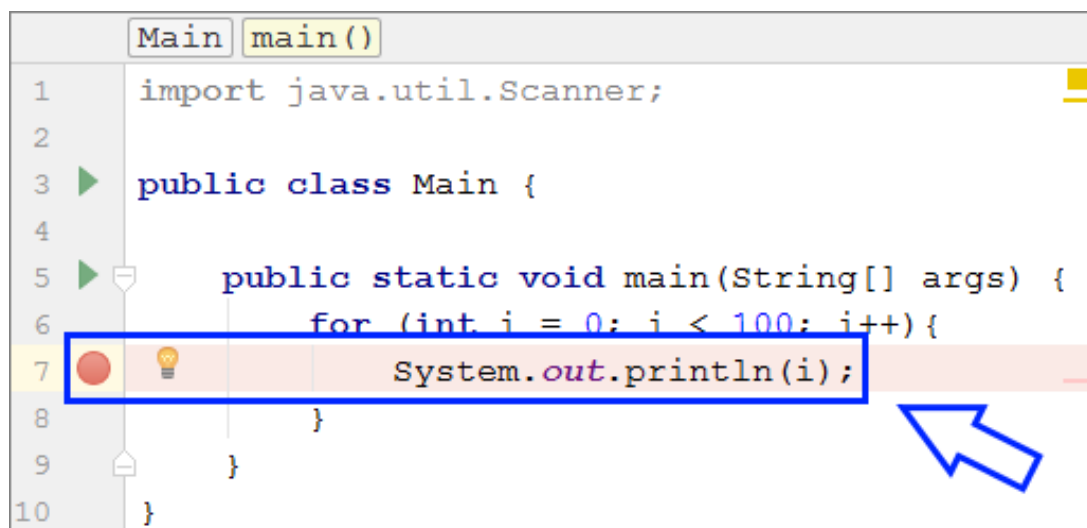 Main main()
1 import java.util.Scanner;
2
3 public class Main {
4
5 public static void main(String[] args) {
6 for (int i = 0; i < 100; i++){
7 System.out.println(i);
8 }
9 }
10 }